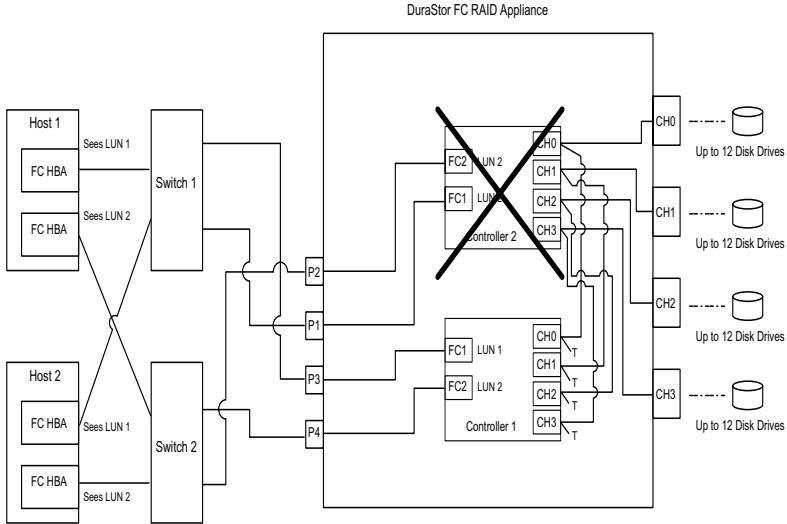 DuraStor FC RAID Appliance
Host 1
FC HBA
FC HBA
Sees LUN 1
Sees LUN 2
Switch 1
Host 2
FC HBA
FC HBA
Sees LUN 1
Sees LUN 2
Switch 2
P2
P1
P3
P4
FC2
LUN 2
FC1
LUN
Controller 2
CH0
CH1
CH2
CH3
FC1
LUN 1
FC2
LUN 2
Controller 1
CH0
T
CH1
T
CH2
T
CH3
T
CH0
Up to 12 Disk Drives
CH1
Up to 12 Disk Drives
CH2
Up to 12 Disk Drives
CH3
Up to 12 Disk Drives